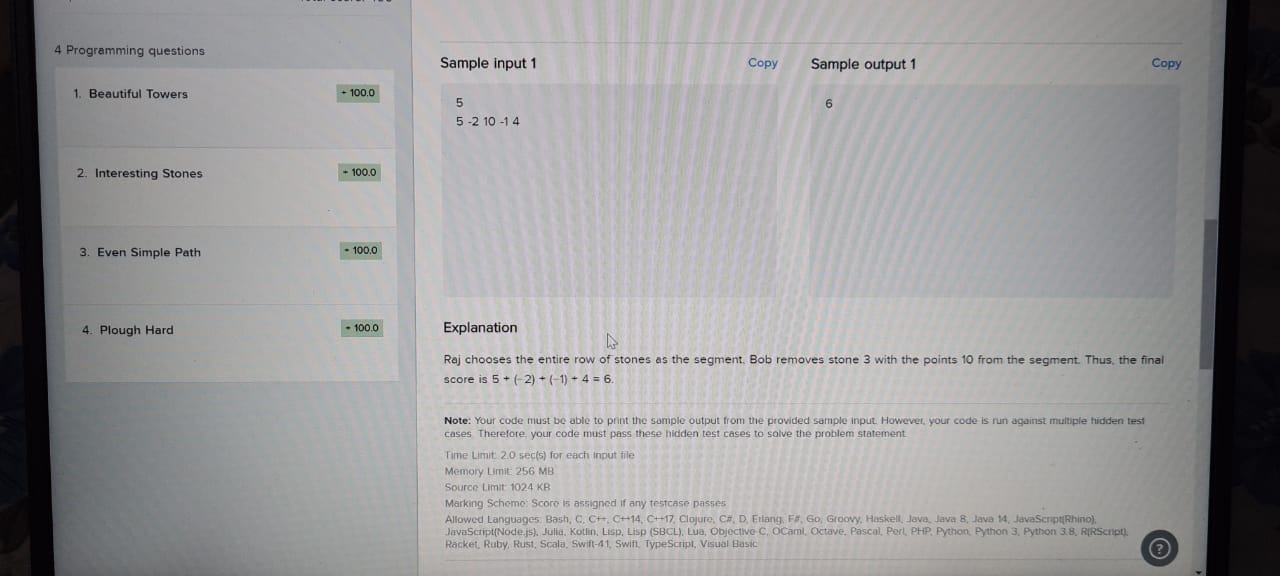 4 Programming questions
1. Beautiful Towers
+ 100.0
2. Interesting Stones
+ 100.0
3. Even Simple Path
+ 100.0
4. Plough Hard
+ 100.0
Sample input 1
Copy
5
5 -2 10 -1 4
Sample output 1
Copy
6
Explanation
Raj chooses the entire row of stones as the segment. Bob removes stone 3 with the points 10 from the segment. Thus, the final
score is 5 + (-2) + (-1) + 4 = 6.
Note: Your code must be able to print the sample output from the provided sample input. However, your code is run against multiple hidden test
cases. Therefore, your code must pass these hidden test cases to solve the problem statement.
Time Limit: 2.0 sec(s) for each input file
Memory Limit: 256 MB
Source Limit: 1024 KB
Marking Scheme: Score is assigned if any testcase passes
Allowed Languages: Bash, C, C++, C++14, C++17, Clojure, C#, D, Erlang, F#, Go, Groovy, Haskell, Java, Java 8, Java 14, JavaScript(Rhino),
JavaScript(Node.js), Julia, Kotlin, Lisp, Lisp (SBCL), Lua, Objective-C, OCaml, Octave, Pascal, Perl, PHP, Python, Python 3, Python 3.8, R(RScript),
Racket, Ruby, Rust, Scala, Swift-4.1, Swift, TypeScript, Visual Basic
?